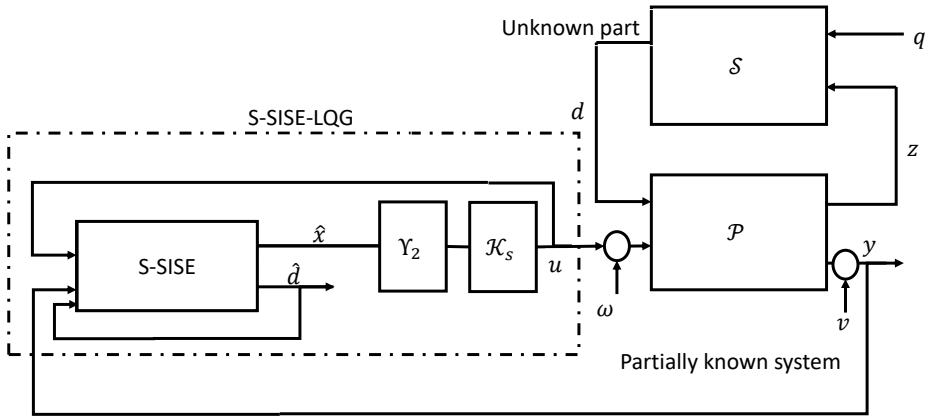 Unknown part
𝒮
q
d
S-SISE-LQG
z
S-SISE
x̂
ϒ₂
𝒦ₛ
𝒫
u
y
d̂
ω
v
Partially known system